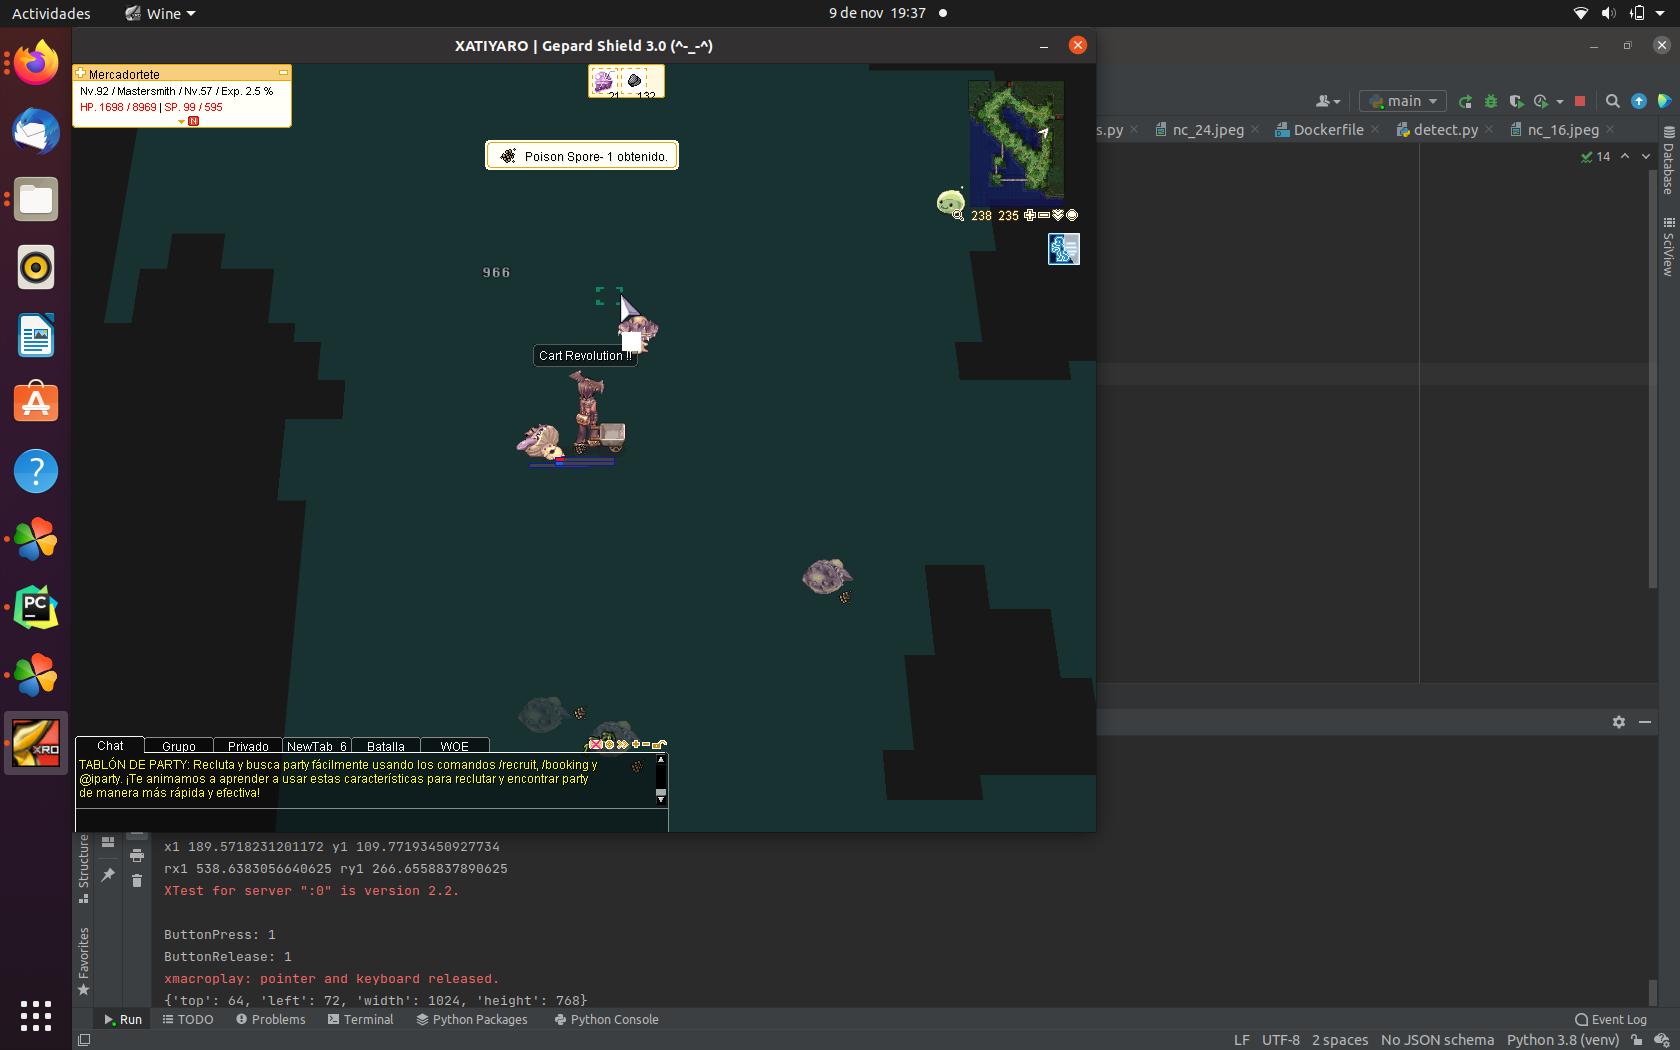 Actividades
Wine
9 de nov 19:37
XATIYARO | Gepard Shield 3.0 (^-_-^)
Mercadortete
Nv.92 / Mastersmith / Nv.57 / Exp. 2.5 %
HP. 1698 / 8969 | SP. 99 / 595
N
21 132
Poison Spore- 1 obtenido.
238 235
main
s.py
nc_24.jpeg
Dockerfile
detect.py
nc_16.jpeg
14
Database
SciView
966
Cart Revolution !!
Chat
Grupo
Privado
NewTab_6
Batalla
WOE
TABLÓN DE PARTY: Recluta y busca party fácilmente usando los comandos /recruit, /booking y
@iparty. ¡Te animamos a aprender a usar estas características para reclutar y encontrar party
de manera más rápida y efectiva!
PC
XRO
Structure
Favorites
x1 189.5718231201172 y1 109.77193450927734
rx1 538.6383056640625 ry1 266.6558837890625
XTest for server ":0" is version 2.2.
ButtonPress: 1
ButtonRelease: 1
xmacroplay: pointer and keyboard released.
{'top': 64, 'left': 72, 'width': 1024, 'height': 768}
Run
TODO
Problems
Terminal
Python Packages
Python Console
Event Log
LF
UTF-8
2 spaces
No JSON schema
Python 3.8 (venv)